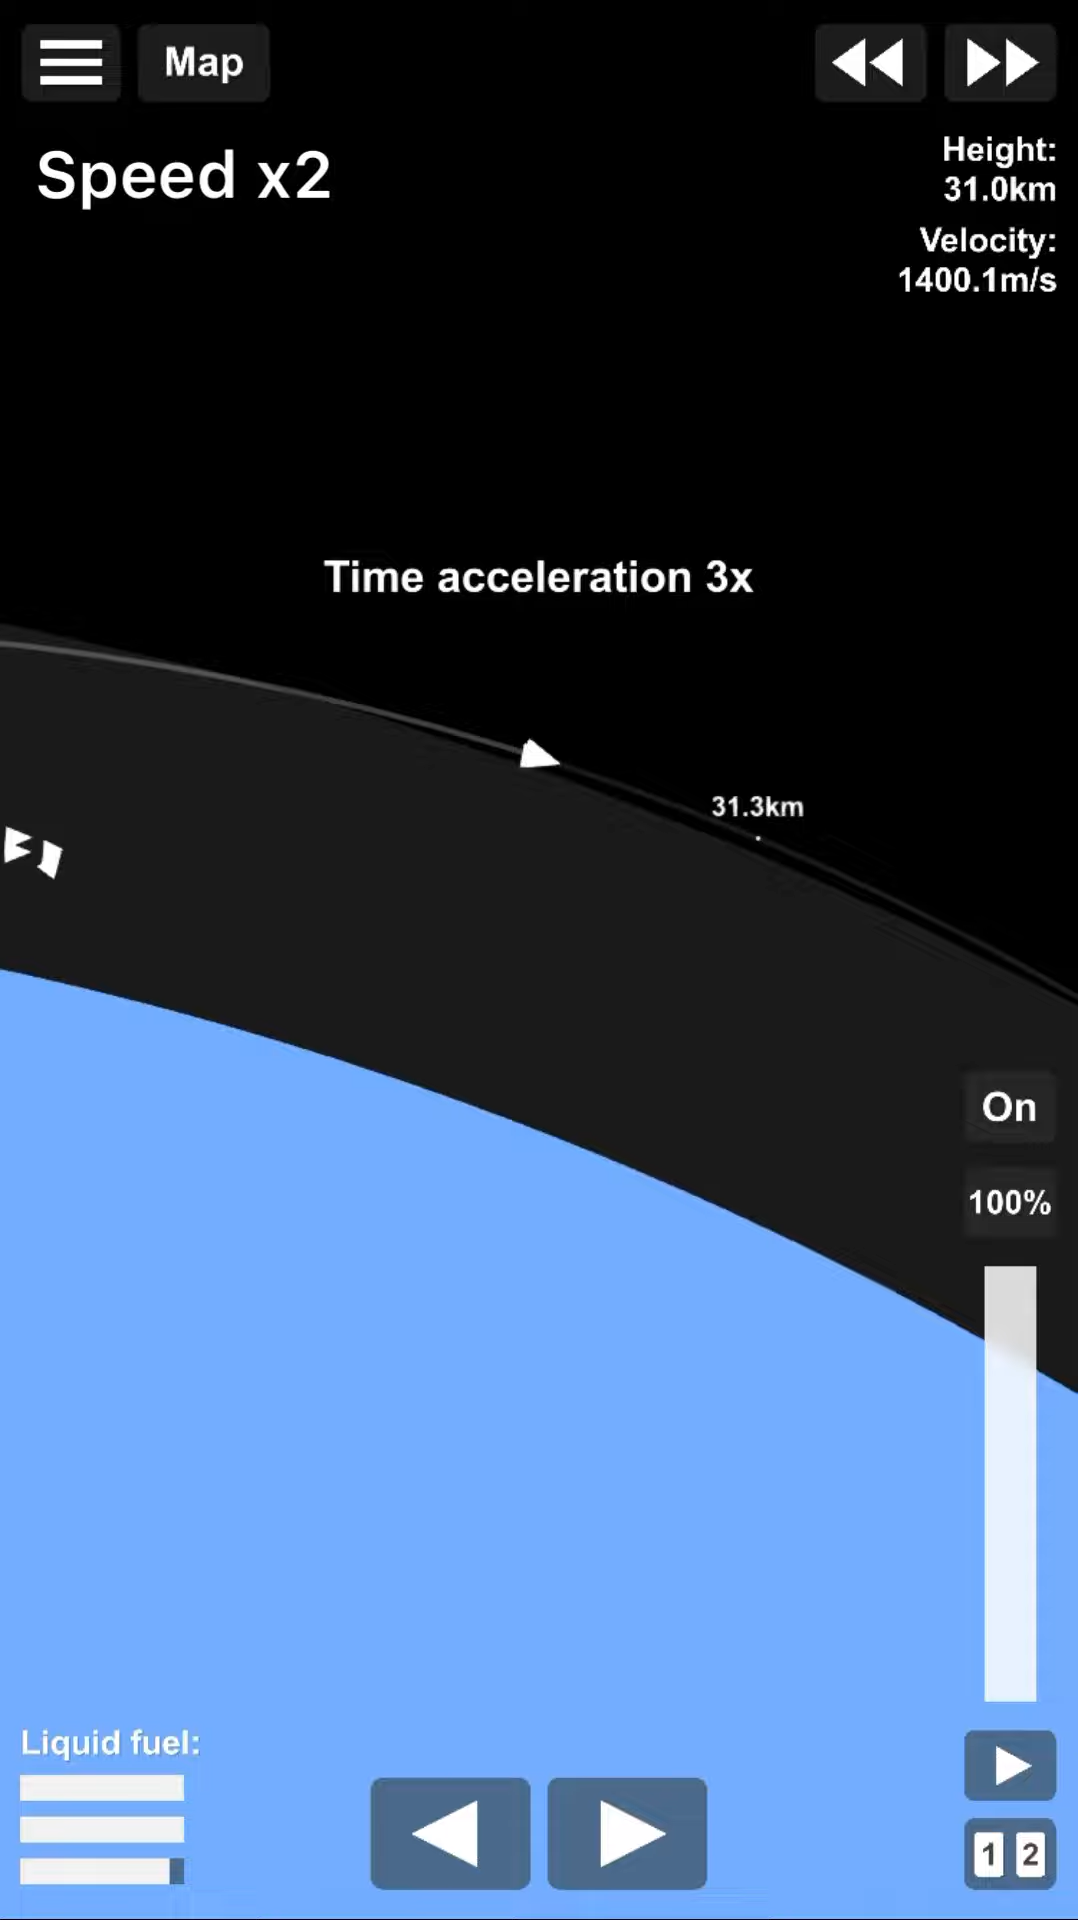 Map
Speed x2
Height:
31.0km
Velocity:
1400.1m/s
Time acceleration 3x
31.3km
On
100%
Liquid fuel:
1 2